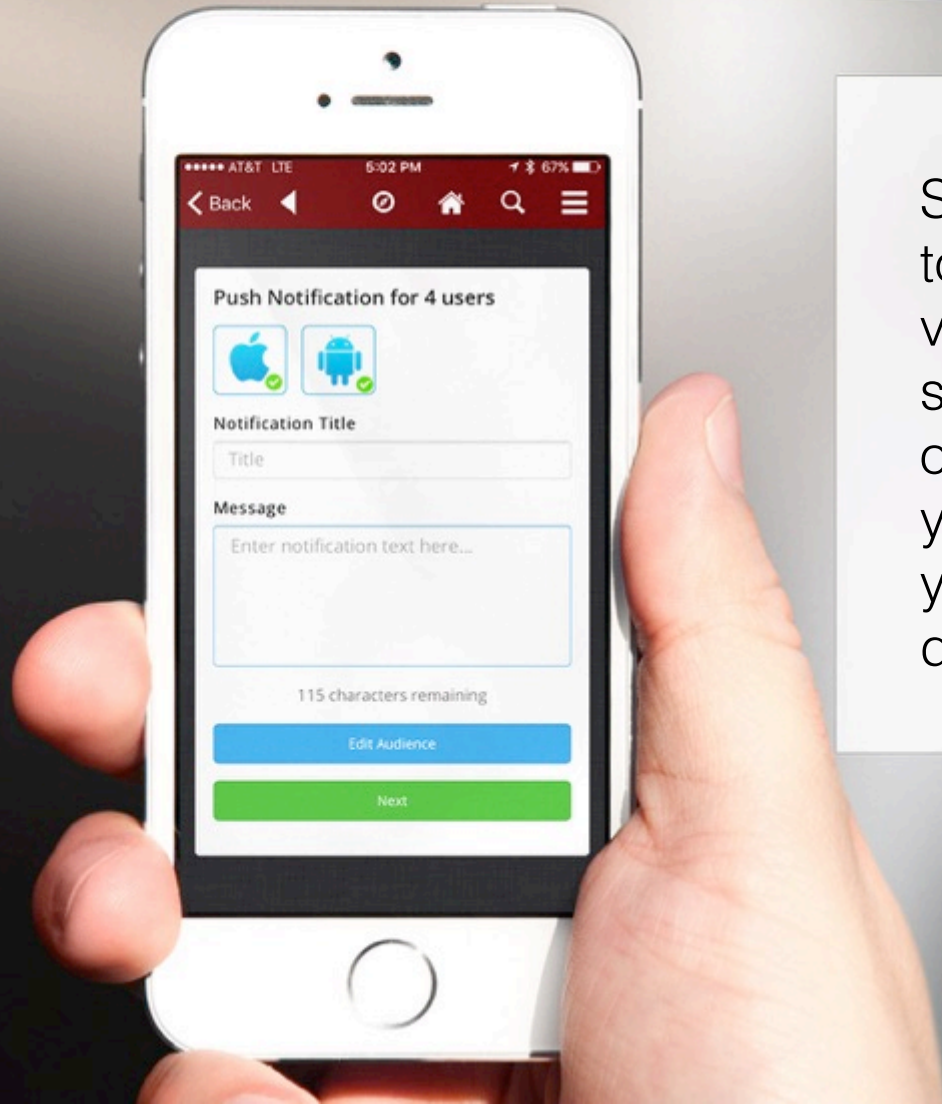 AT&T LTE 5:02 PM 67%
Back
Push Notification for 4 users
Notification Title
Title
Message
Enter notification text here...
115 characters remaining
Edit Audience
Next